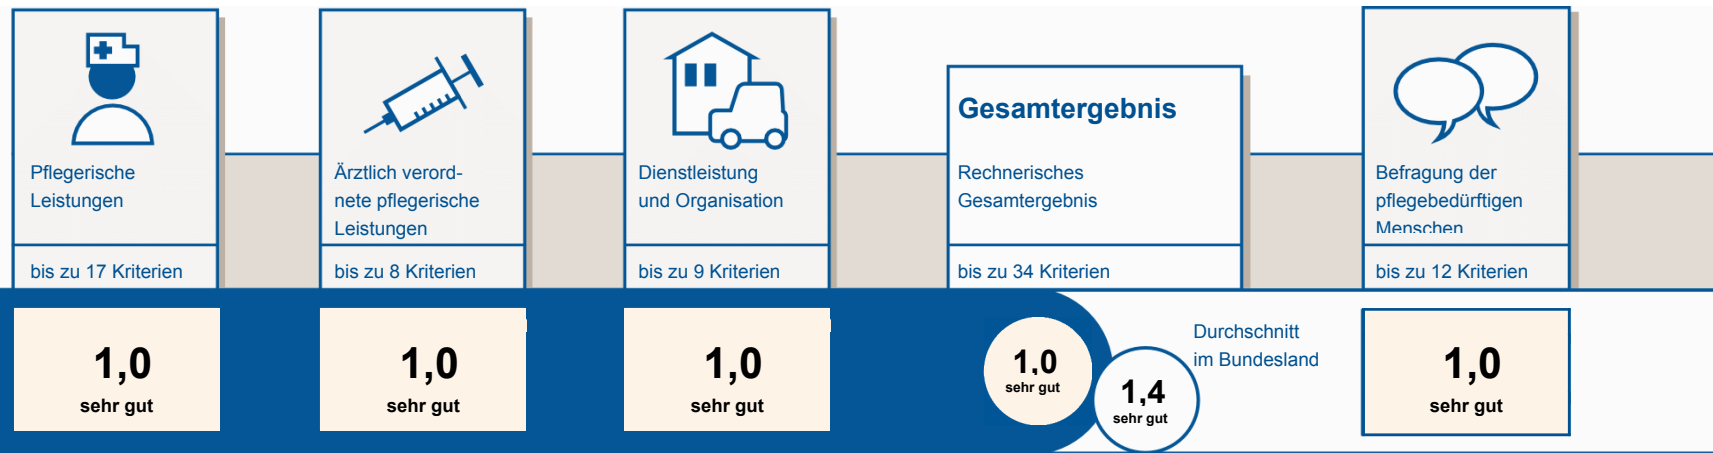 Pflegerische
Leistungen
bis zu 17 Kriterien
1,0
sehr gut
Ärztlich verord-
nete pflegerische
Leistungen
bis zu 8 Kriterien
1,0
sehr gut
Dienstleistung
und Organisation
bis zu 9 Kriterien
1,0
sehr gut
Gesamtergebnis
Rechnerisches
Gesamtergebnis
bis zu 34 Kriterien
1,0
sehr gut
1,4
sehr gut
Durchschnitt
im Bundesland
Befragung der
pflegebedürftigen
Menschen
bis zu 12 Kriterien
1,0
sehr gut